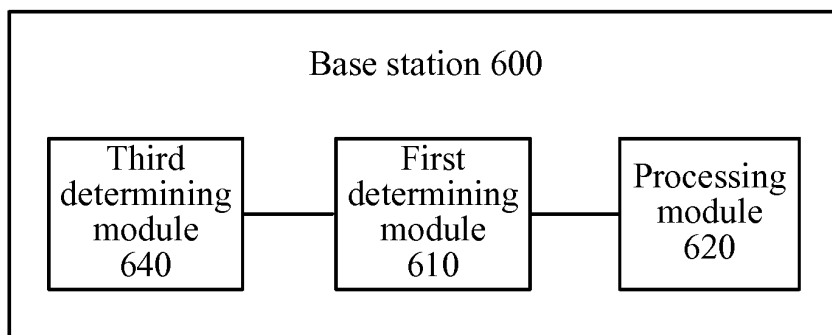 Base station 600
Third
determining
module
640
First
determining
module
610
Processing
module
620